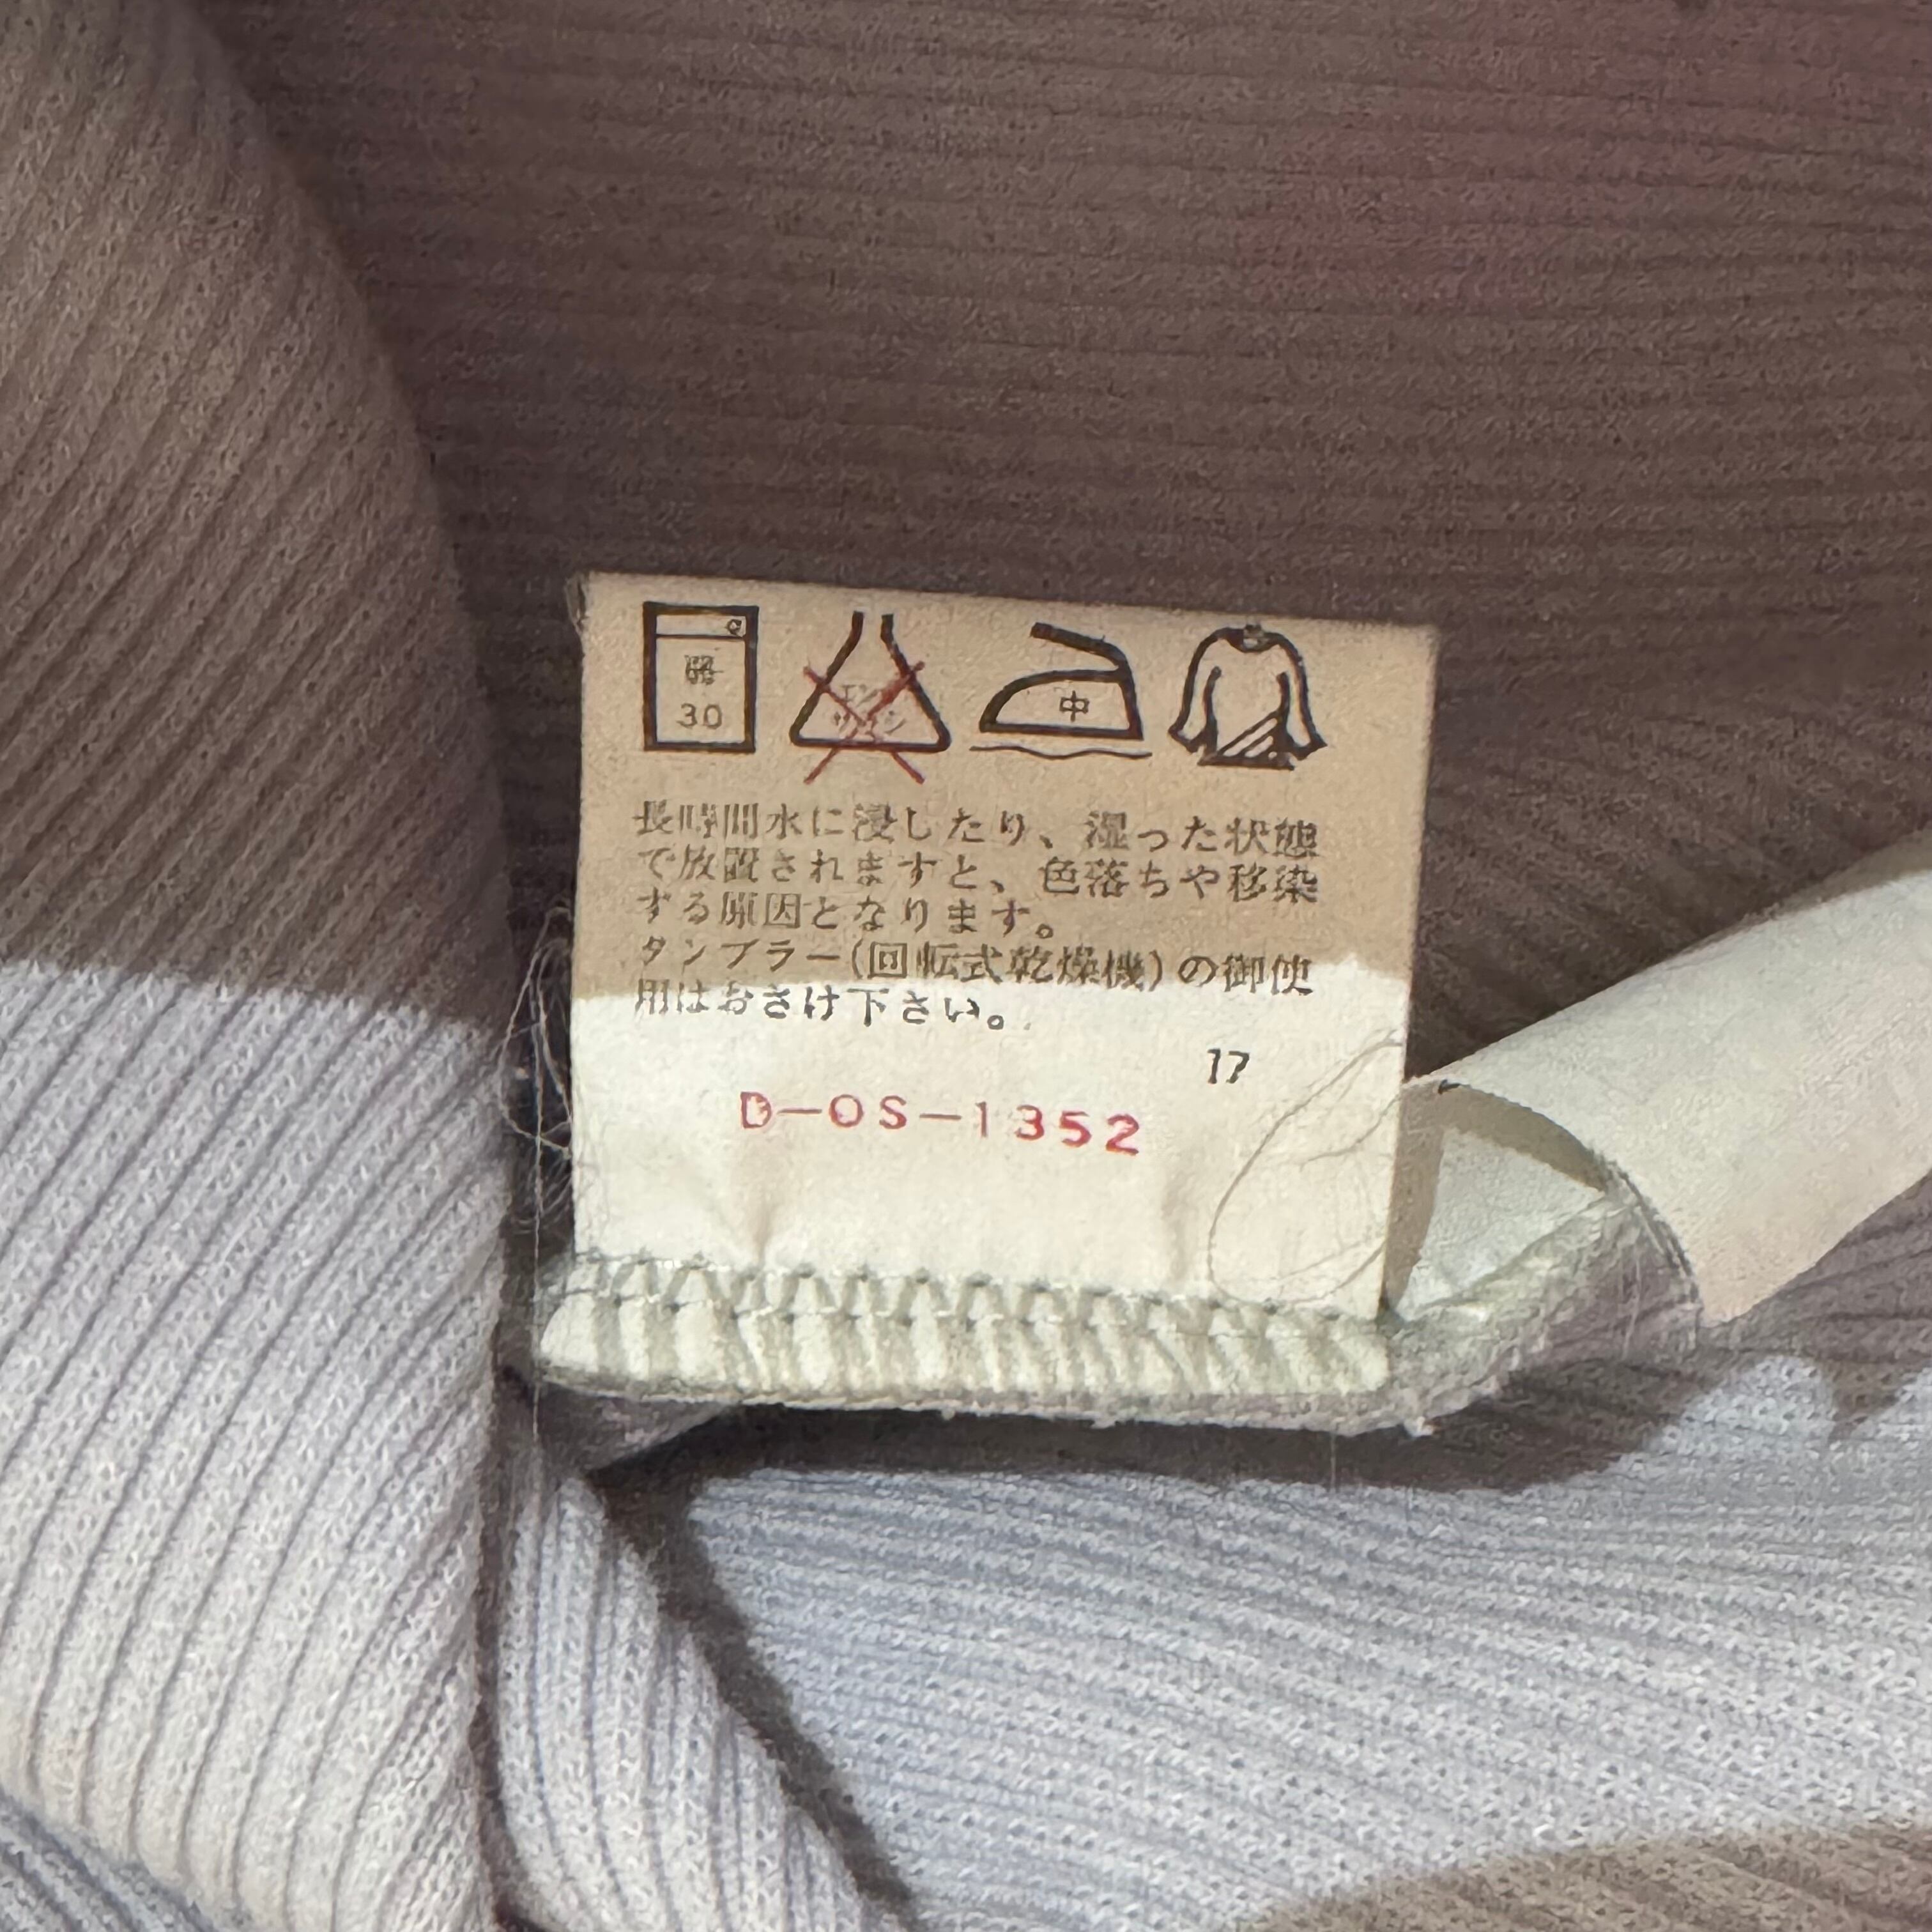 弱
30
エンソ
サラシ
中
長時間水に浸したり、湿った状態
で放置されますと、色落ちや移染
する原因となります。
タンブラー(回転式乾燥機)の御使
用はおさけ下さい。
17
D-OS-1352